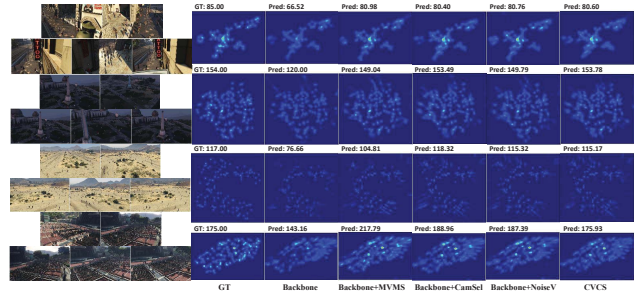 GT: 85.00 Pred: 66.52 Pred: 80.98 Pred: 80.40 Pred: 80.76 Pred: 80.60
GT: 154.00 Pred: 120.00 Pred: 149.04 Pred: 153.49 Pred: 149.79 Pred: 153.78
GT: 117.00 Pred: 76.66 Pred: 104.81 Pred: 118.32 Pred: 115.32 Pred: 115.17
GT: 175.00 Pred: 143.16 Pred: 217.79 Pred: 188.96 Pred: 187.39 Pred: 175.93
GT Backbone Backbone+MVMS Backbone+CamSel Backbone+NoiseV CVCS